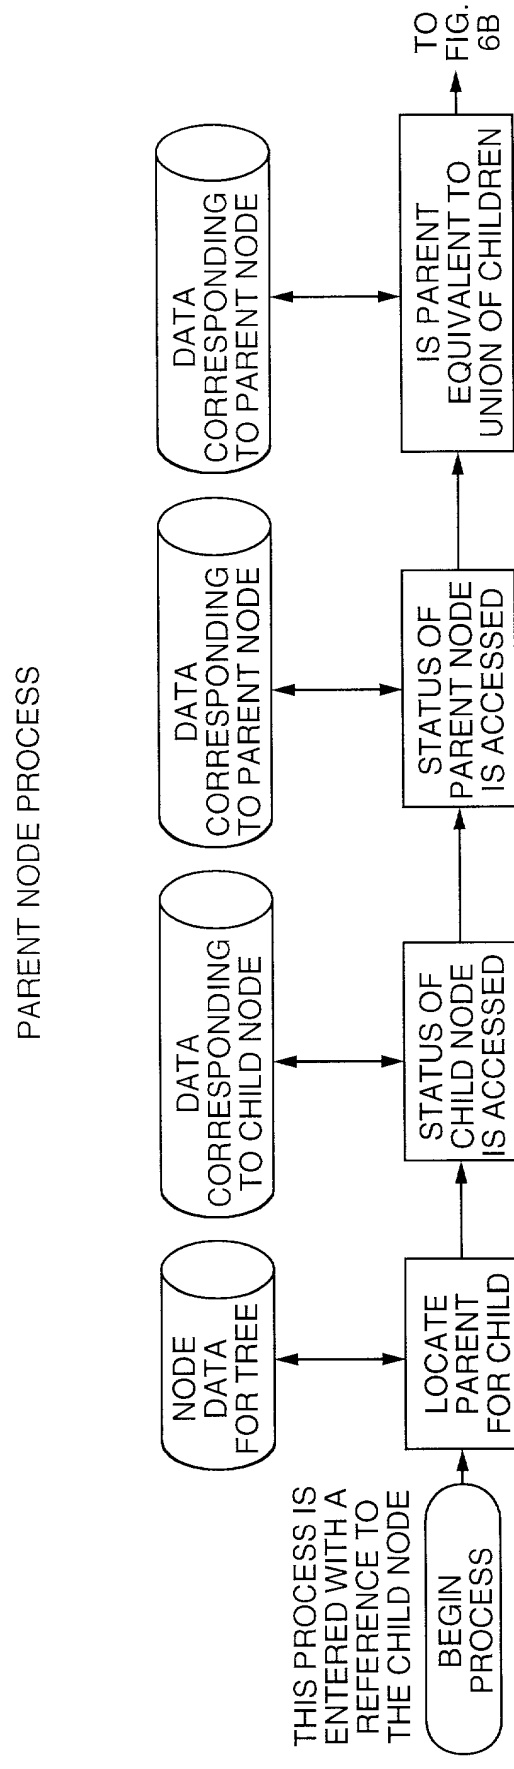 PARENT NODE PROCESS
THIS PROCESS IS
ENTERED WITH A
REFERENCE TO
THE CHILD NODE
BEGIN
PROCESS
NODE
DATA
FOR TREE
LOCATE
PARENT
FOR CHILD
DATA
CORRESPONDING
TO CHILD NODE
STATUS OF
CHILD NODE
IS ACCESSED
DATA
CORRESPONDING
TO PARENT NODE
STATUS OF
PARENT NODE
IS ACCESSED
DATA
CORRESPONDING
TO PARENT NODE
IS PARENT
EQUIVALENT TO
UNION OF CHILDREN
TO
FIG.
6B